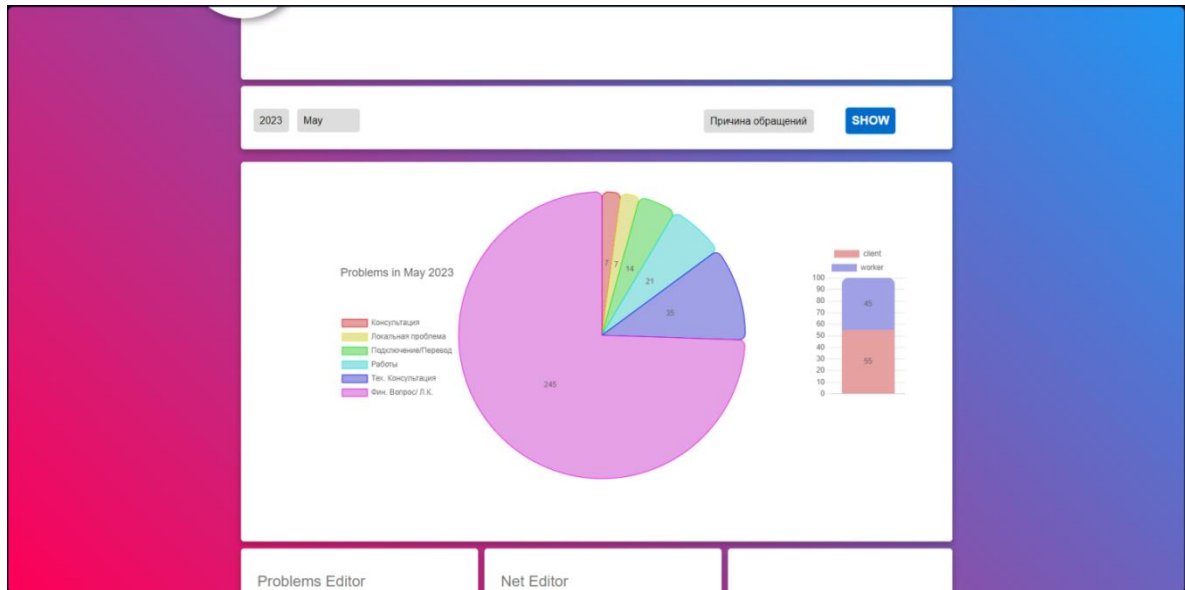 2023 May Причина обращений SHOW
Problems in May 2023
Консультация
Локальная проблема
Подключение/Перевод
Работы
Тех. Консультация
Фин. Вопрос/ Л.К.
7 7 14
21
35
245
client
worker
100
90
80
70
60
50
40
30
20
10
0
45
55
Problems Editor Net Editor